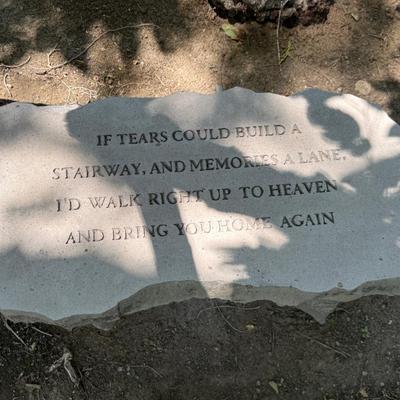 IF TEARS COULD BUILD A
STAIRWAY, AND MEMORIES A LANE,
I'D WALK RIGHT UP TO HEAVEN
AND BRING YOU HOME AGAIN